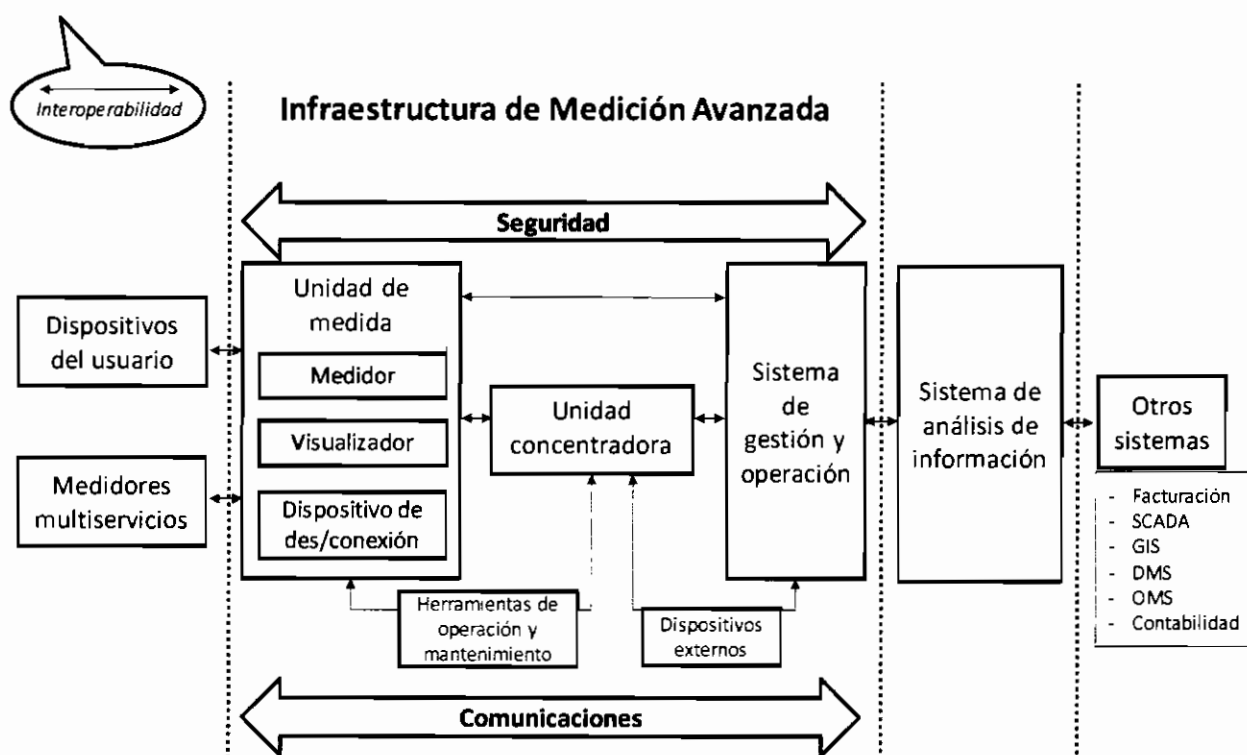 Interoperabilidad
Infraestructura de Medición Avanzada
Seguridad
Dispositivos
del usuario
Medidores
multiservicios
Unidad de
medida
Medidor
Visualizador
Dispositivo de
des/conexión
Unidad
concentradora
Sistema
de
gestión y
operación
Sistema de
análisis de
información
Otros
sistemas
- Facturación
- SCADA
- GIS
- DMS
- OMS
- Contabilidad
Herramientas de
operación y
mantenimiento
Dispositivos
externos
Comunicaciones